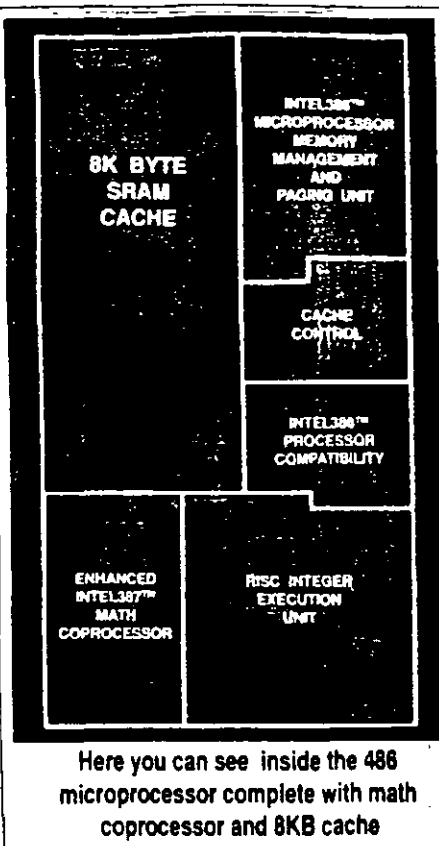 8K BYTE
SRAM
CACHE
INTEL386™
MICROPROCESSOR
MEMORY
MANAGEMENT
AND
PAGING UNIT
CACHE
CONTROL
INTEL386™
PROCESSOR
COMPATIBILITY
ENHANCED
INTEL387™
MATH
COPROCESSOR
RISC INTEGER
EXECUTION
UNIT
Here you can see inside the 486
microprocessor complete with math
coprocessor and 8KB cache